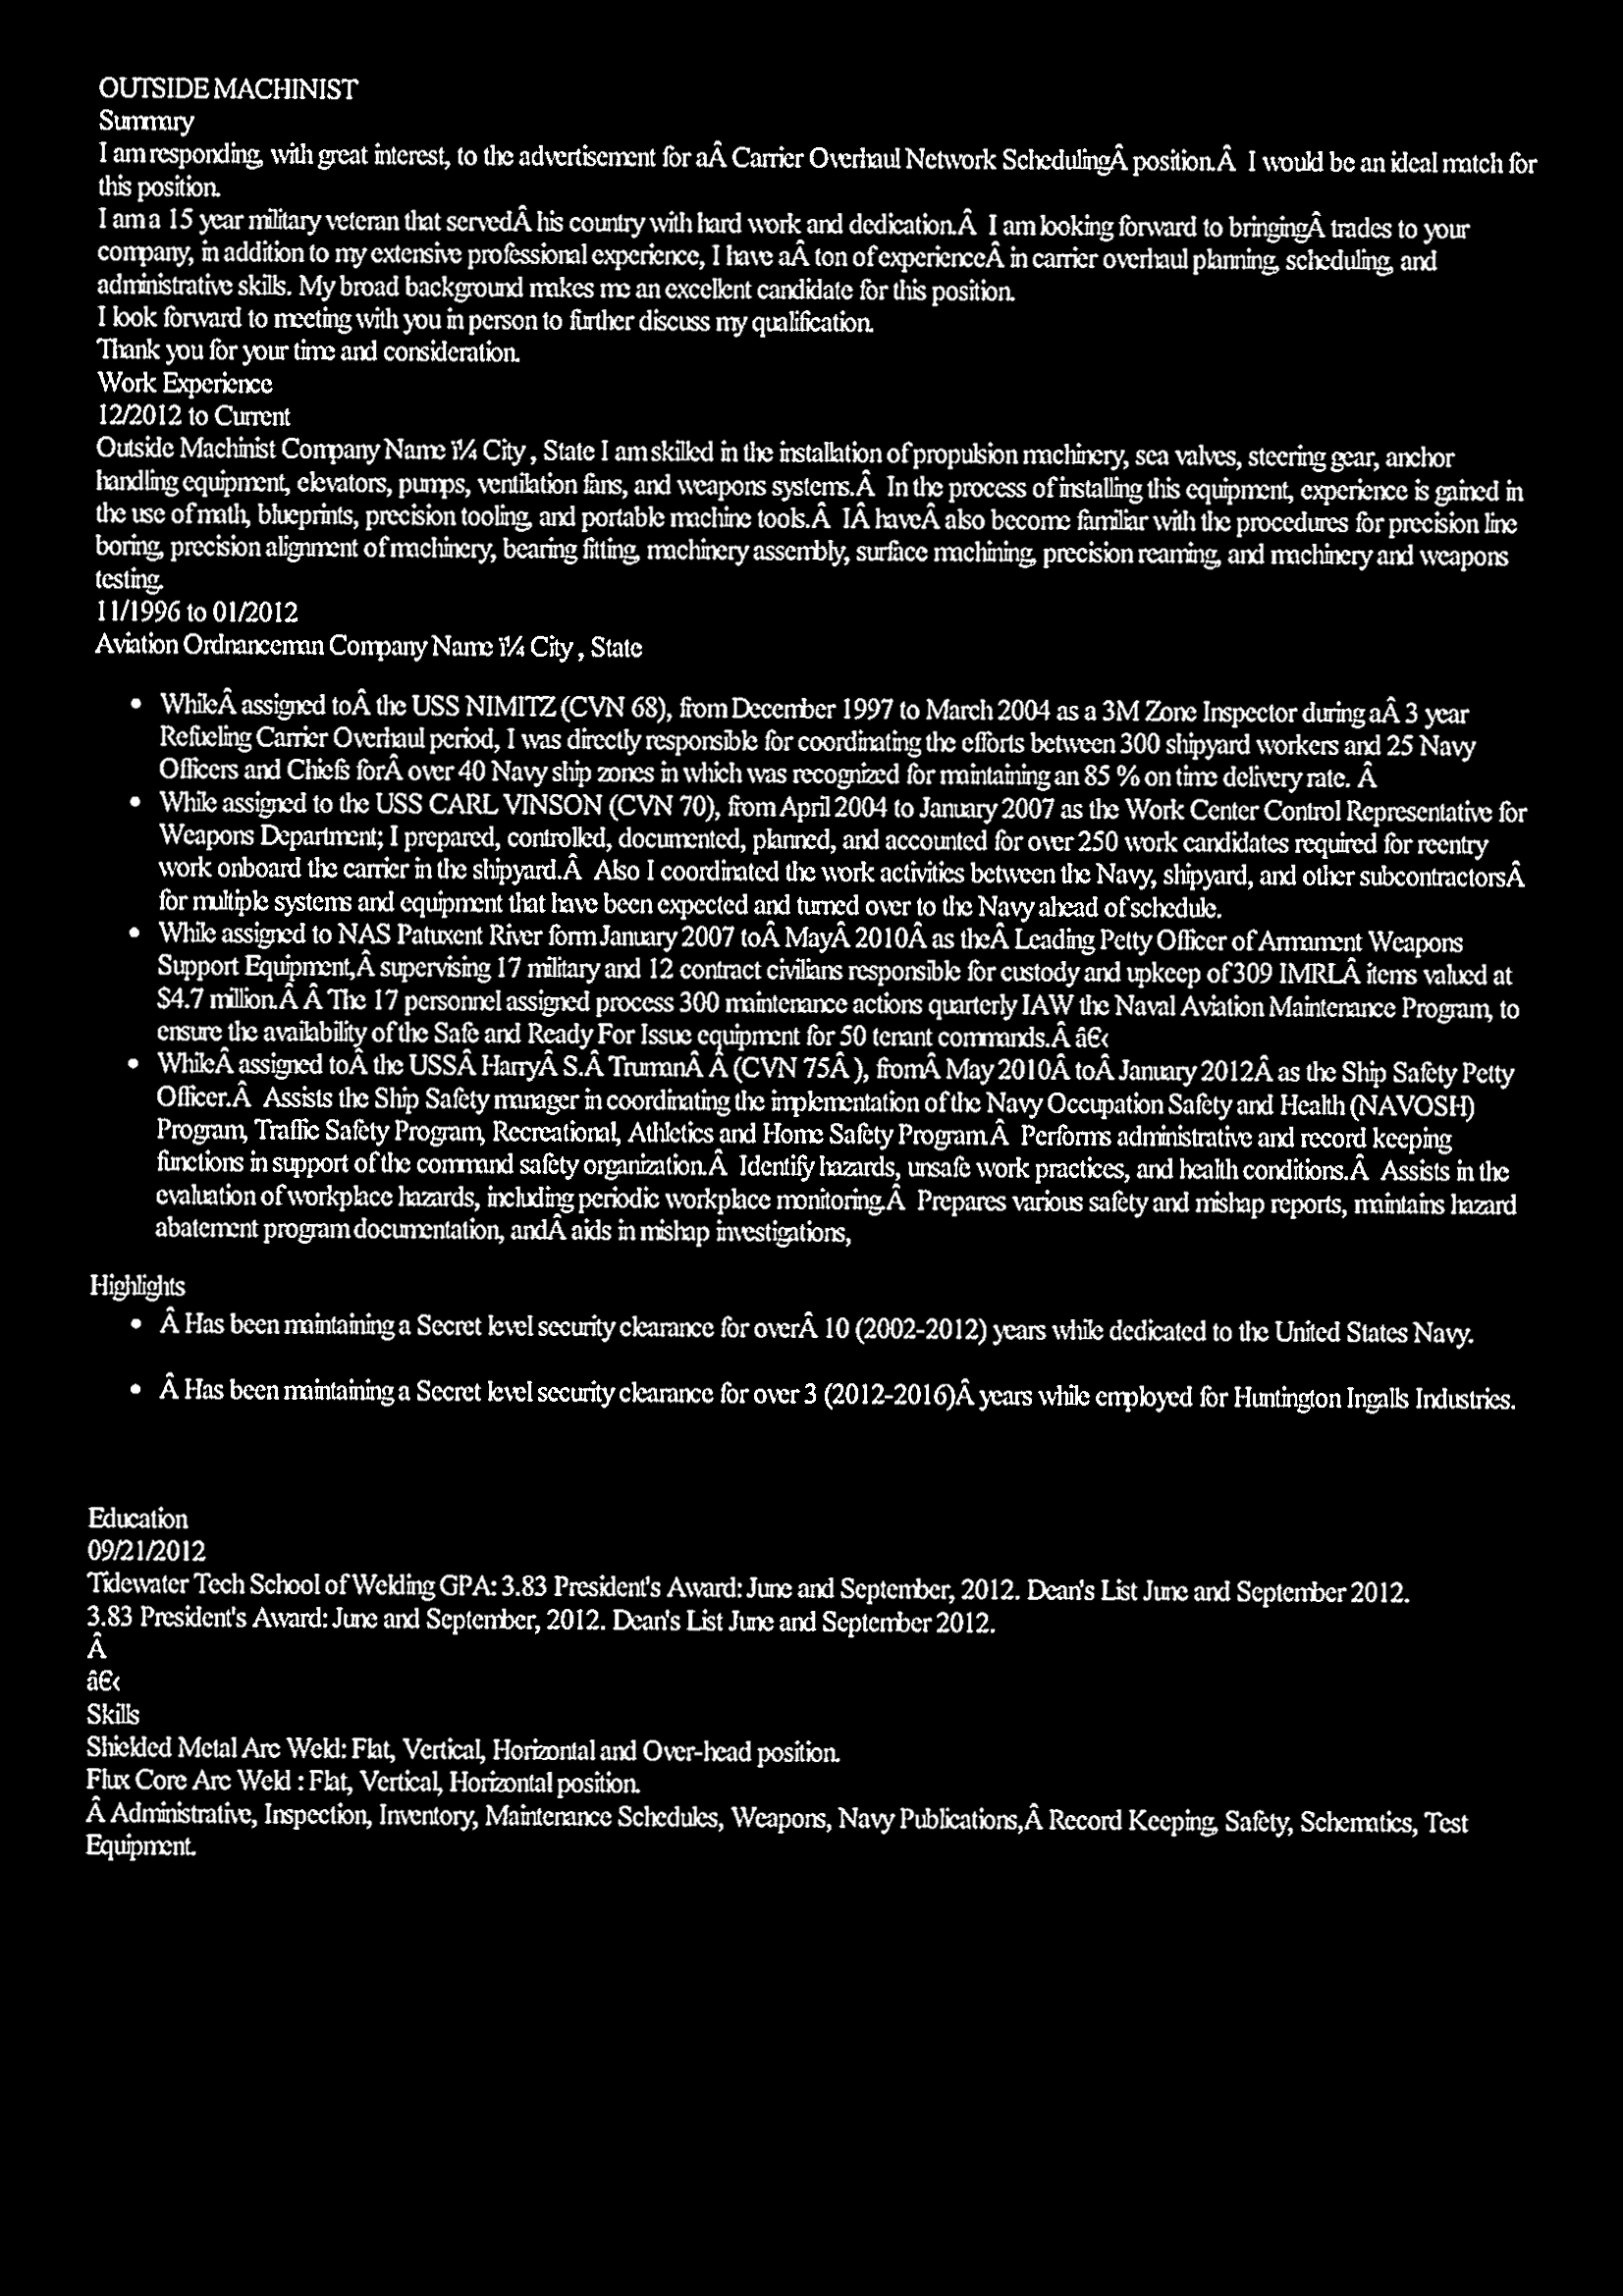 OUTSIDE MACHINIST
Summary
I am responding, with great interest, to the advertisement for aÂ Carrier Overhaul Network SchedulingÂ position.Â  I would be an ideal match for
this position.
I am a 15 year military veteran that servedÂ his country with hard work and dedication.Â  I am looking forward to bringingÂ trades to your
company, in addition to my extensive professional experience, I have aÂ ton of experienceÂ in carrier overhaul planning, scheduling, and
administrative skills. My broad background makes me an excellent candidate for this position.
I look forward to meeting with you in person to further discuss my qualification.
Thank you for your time and consideration.
Work Experience
12/2012 to Current
Outside Machinist Company Name ï¼ City , State I am skilled in the installation of propulsion machinery, sea valves, steering gear, anchor
handling equipment, elevators, pumps, ventilation fans, and weapons systems.Â  In the process of installing this equipment, experience is gained in
the use of math, blueprints, precision tooling, and portable machine tools.Â  IÂ haveÂ also become familiar with the procedures for precision line
boring, precision alignment of machinery, bearing fitting, machinery assembly, surface machining, precision reaming, and machinery and weapons
testing.
11/1996 to 01/2012
Aviation Ordnanceman Company Name ï¼ City , State
• WhileÂ assigned toÂ the USS NIMITZ (CVN 68), from December 1997 to March 2004 as a 3M Zone Inspector during aÂ 3 year
Refueling Carrier Overhaul period, I was directly responsible for coordinating the efforts between 300 shipyard workers and 25 Navy
Officers and Chiefs forÂ over 40 Navy ship zones in which was recognized for maintaining an 85 % on time delivery rate. Â
• While assigned to the USS CARL VINSON (CVN 70), from April 2004 to January 2007 as the Work Center Control Representative for
Weapons Department; I prepared, controlled, documented, planned, and accounted for over 250 work candidates required for reentry
work onboard the carrier in the shipyard.Â  Also I coordinated the work activities between the Navy, shipyard, and other subcontractorsÂ
for multiple systems and equipment that have been expected and turned over to the Navy ahead of schedule.
• While assigned to NAS Patuxent River form January 2007 toÂ MayÂ 2010Â as theÂ Leading Petty Officer of Armament Weapons
Support Equipment,Â supervising 17 military and 12 contract civilians responsible for custody and upkeep of 309 IMRLÂ items valued at
$4.7 million.Â Â The 17 personnel assigned process 300 maintenance actions quarterly IAW the Naval Aviation Maintenance Program, to
ensure the availability of the Safe and Ready For Issue equipment for 50 tenant commands.Â â€‹
• WhileÂ assigned toÂ the USSÂ HarryÂ S.Â TrumanÂ Â (CVN 75Â ), fromÂ May 2010Â toÂ January 2012Â as the Ship Safety Petty
Officer.Â  Assists the Ship Safety manager in coordinating the implementation of the Navy Occupation Safety and Health (NAVOSH)
Program, Traffic Safety Program, Recreational, Athletics and Home Safety Program.Â  Performs administrative and record keeping
functions in support of the command safety organization.Â  Identify hazards, unsafe work practices, and health conditions.Â  Assists in the
evaluation of workplace hazards, including periodic workplace monitoring.Â  Prepares various safety and mishap reports, maintains hazard
abatement program documentation, andÂ aids in mishap investigations,
Highlights
• Â Has been maintaining a Secret level security clearance for overÂ 10 (2002-2012) years while dedicated to the United States Navy.
• Â Has been maintaining a Secret level security clearance for over 3 (2012-2016)Â years while employed for Huntington Ingalls Industries.
Education
09/21/2012
Tidewater Tech School of Welding GPA: 3.83 President's Award: June and September, 2012. Dean's List June and September 2012.
3.83 President's Award: June and September, 2012. Dean's List June and September 2012.
Â
â€‹
Skills
Shielded Metal Arc Weld: Flat, Vertical, Horizontal and Over-head position.
Flux Core Arc Weld : Flat, Vertical, Horizontal position.
Â Administrative, Inspection, Inventory, Maintenance Schedules, Weapons, Navy Publications,Â Record Keeping, Safety, Schematics, Test
Equipment.